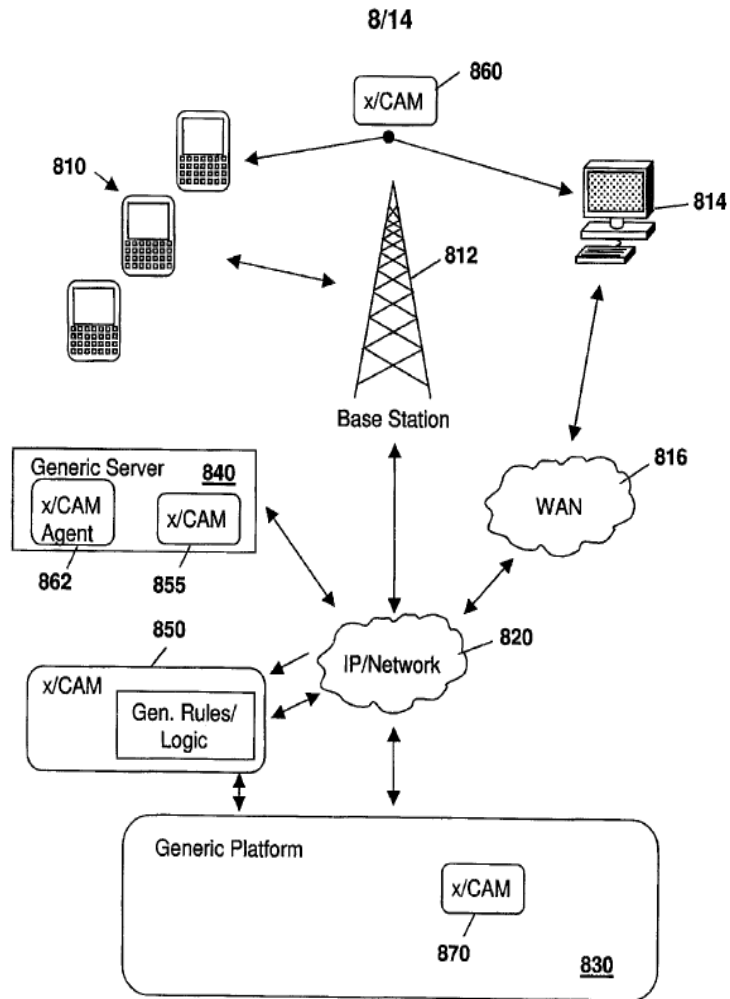 8/14
860
x/CAM
810
814
812
Base Station
Generic Server
840
x/CAM
Agent
x/CAM
862
855
816
WAN
850
820
IP/Network
x/CAM
Gen. Rules/
Logic
Generic Platform
x/CAM
870
830